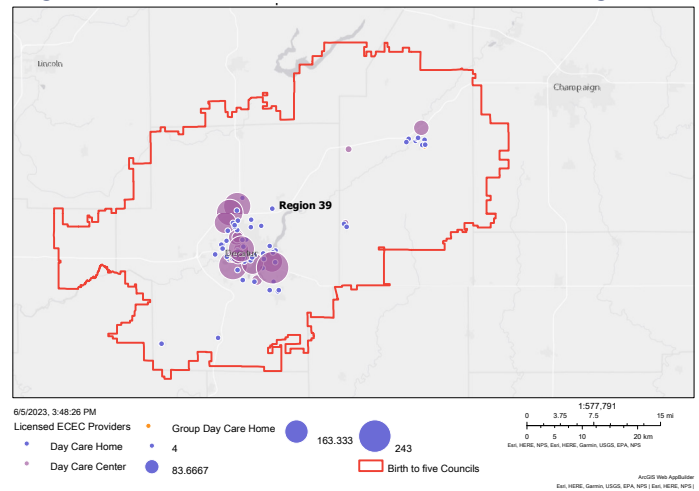 Lincoln
Champaign
Region 39
6/5/2023, 3:48:26 PM
Licensed ECEC Providers
Day Care Home
Day Care Center
Group Day Care Home
4
83.6667
163.333
243
Birth to five Councils
1:577,791
0 3.75 7.5 15 mi
0 5 10 20 km
Esri, HERE, NPS, Esri, HERE, Garmin, USGS, EPA, NPS
ArcGIS Web AppBuilder
Esri, HERE, Garmin, USGS, EPA, NPS | Esri, HERE, NPS |